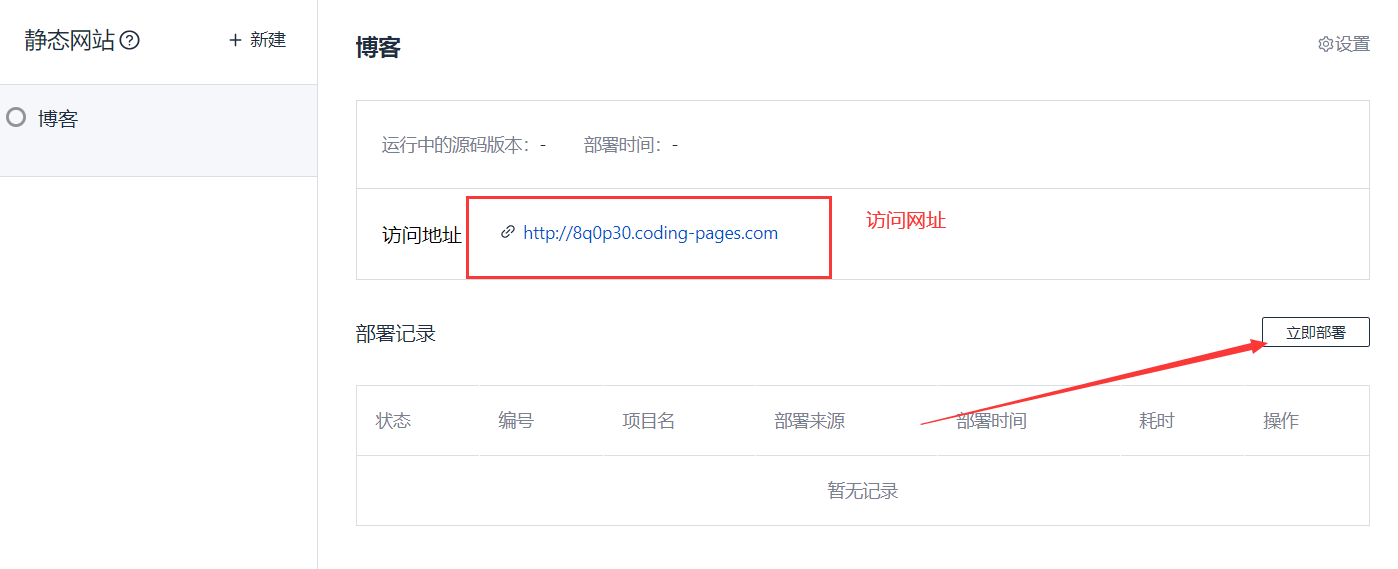 静态网站
+ 新建
博客
博客
设置
运行中的源码版本：- 部署时间：-
访问地址 http://8q0p30.coding-pages.com 访问网址
部署记录
立即部署
状态 编号 项目名 部署来源 部署时间 耗时 操作
暂无记录